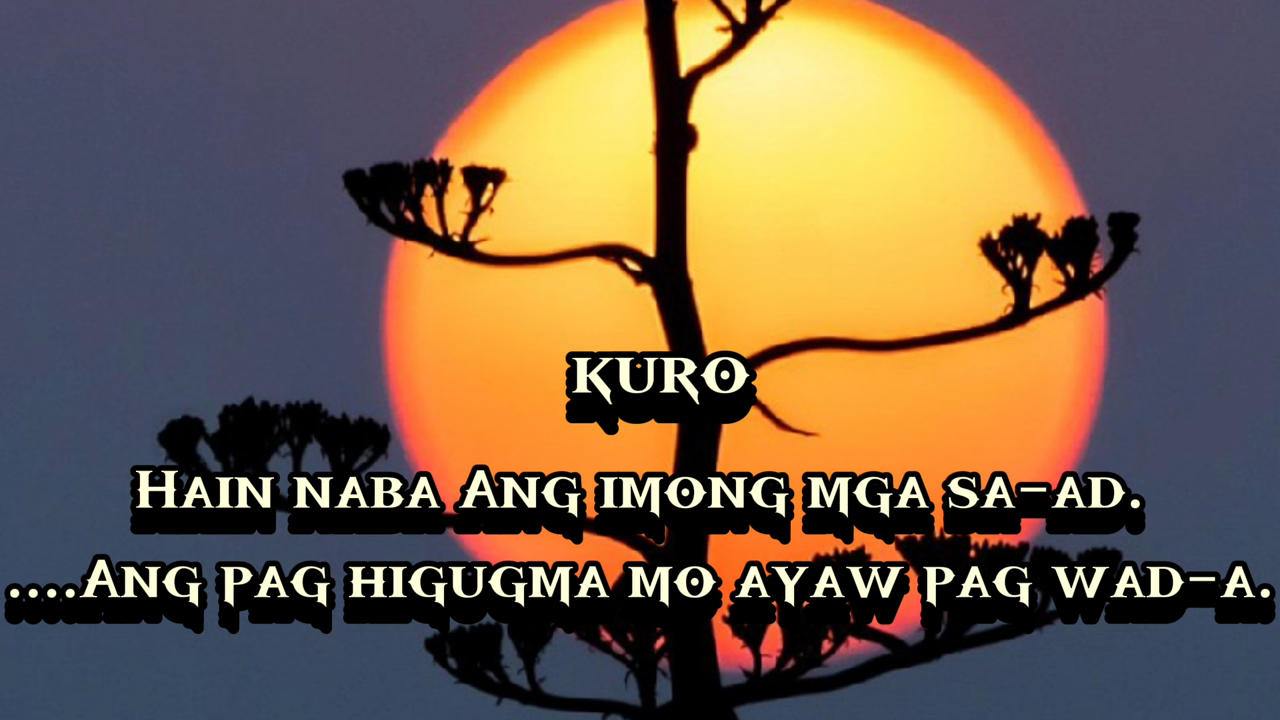 KURO
Hain naba Ang imong mga sa-ad.
....Ang pag higugma mo ayaw pag wad-a.